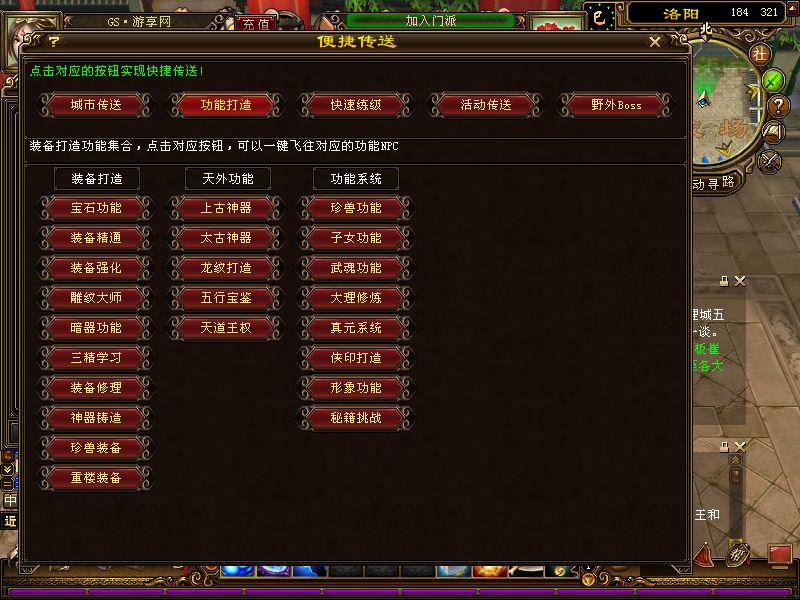 GS·游享网
充值
加入门派
洛阳 184 321
北
? 便捷传送
点击对应的按钮实现快捷传送!
城市传送 功能打造 快速练级 活动传送 野外Boss
社
?
装备打造功能集合，点击对应按钮，可以一键飞往对应的功能NPC
装备打造 天外功能 功能系统
动寻路
宝石功能 上古神器 珍兽功能
装备精通 太古神器 子女功能
装备强化 龙纹打造 武魂功能
雕纹大师 五行宝鉴 大理修炼
暗器功能 天道王权 真元系统
三精学习 侠印打造
装备修理 形象功能
神器铸造 秘籍挑战
珍兽装备
重楼装备
城五
谈。
板崔
至各大
中
近
王和
帮